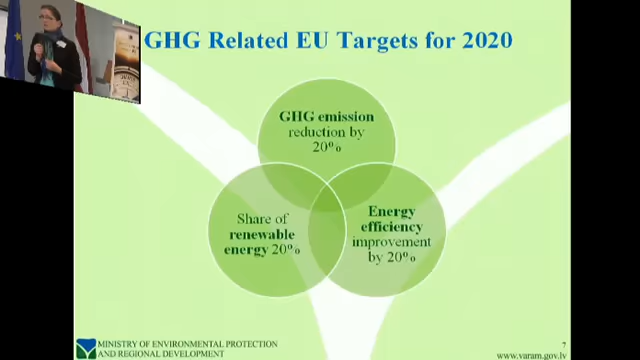 GHG Related EU Targets for 2020
GHG emission
reduction by
20%
Share of
renewable
energy 20%
Energy
efficiency
improvement
by 20%
MINISTRY OF ENVIRONMENTAL PROTECTION
AND REGIONAL DEVELOPMENT
7
www.varam.gov.lv